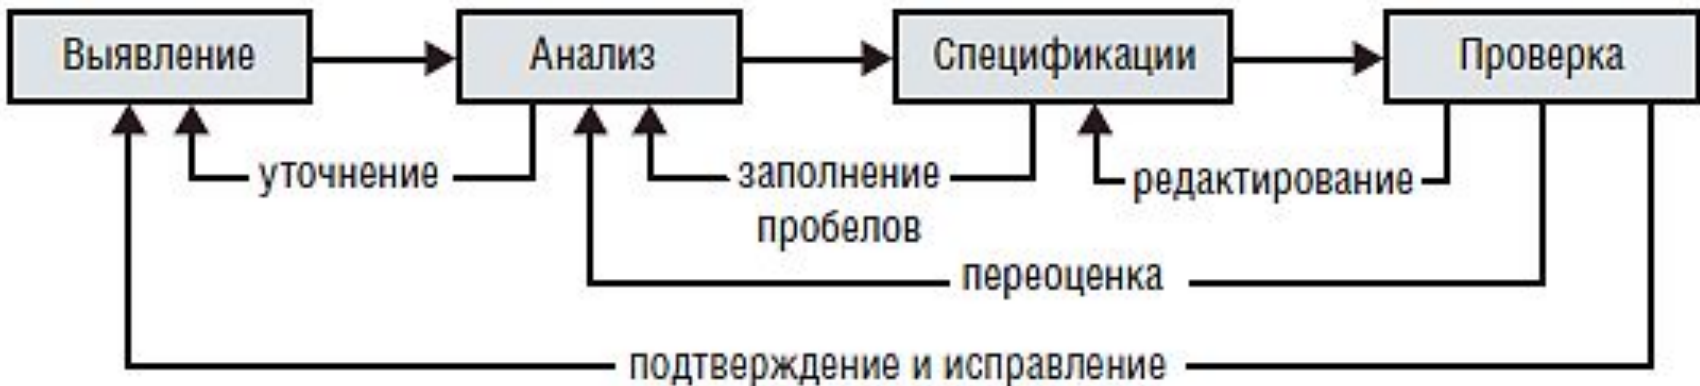 Выявление
Анализ
Спецификации
Проверка
уточнение
заполнение
пробелов
редактирование
переоценка
подтверждение и исправление